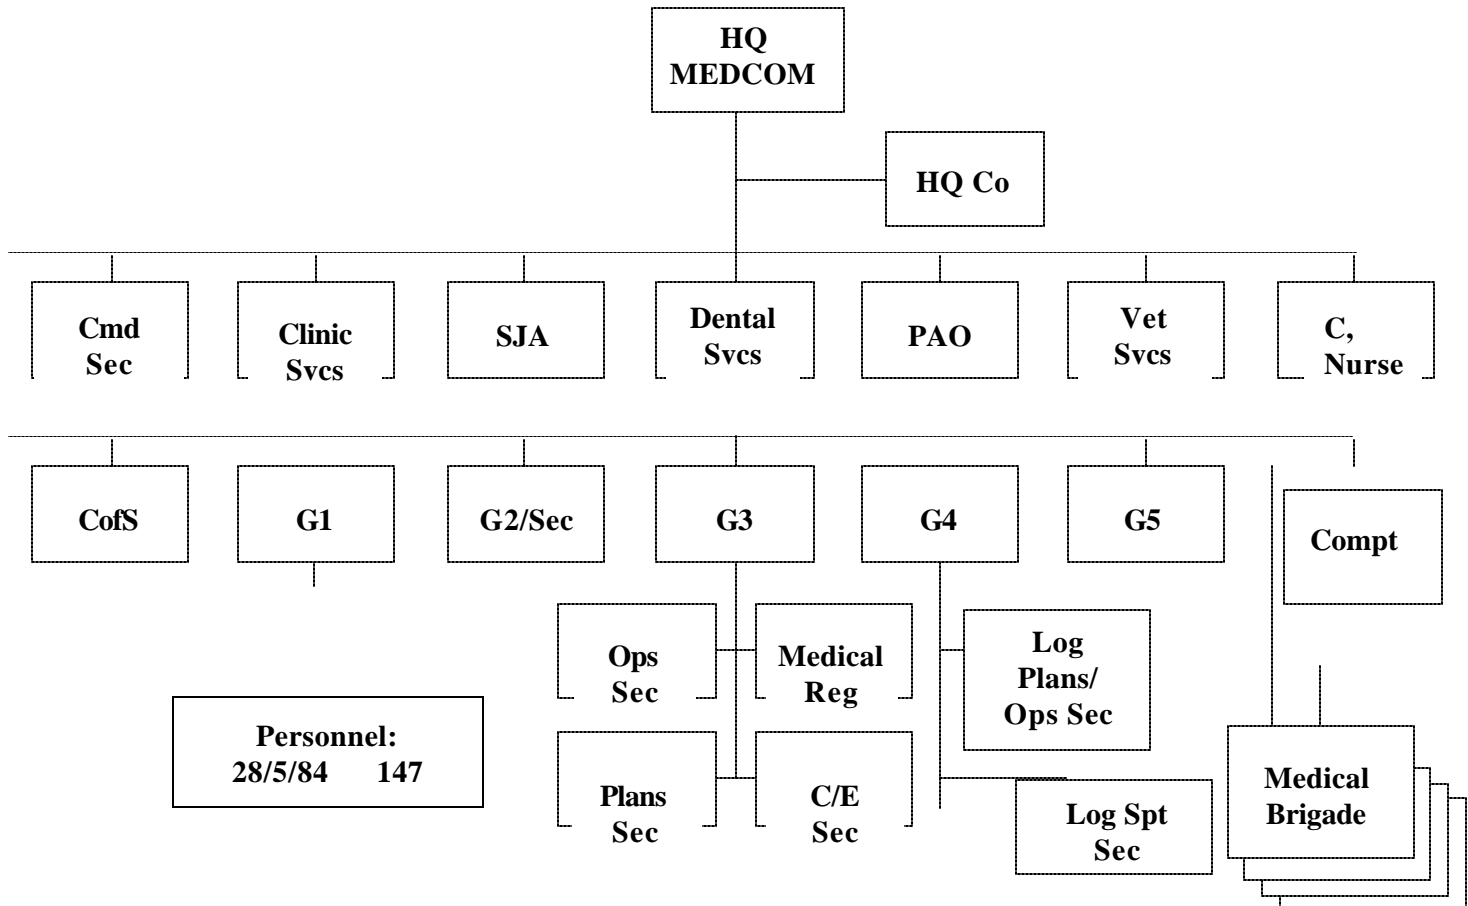 HQ
MEDCOM
HQ Co
Cmd
Sec
Clinic
Svcs
SJA
Dental
Svcs
PAO
Vet
Svcs
C,
Nurse
CofS
G1
G2/Sec
G3
G4
G5
Compt
Ops
Sec
Medical
Reg
Log
Plans/
Ops Sec
Personnel:
28/5/84 147
Plans
Sec
C/E
Sec
Log Spt
Sec
Medical
Brigade